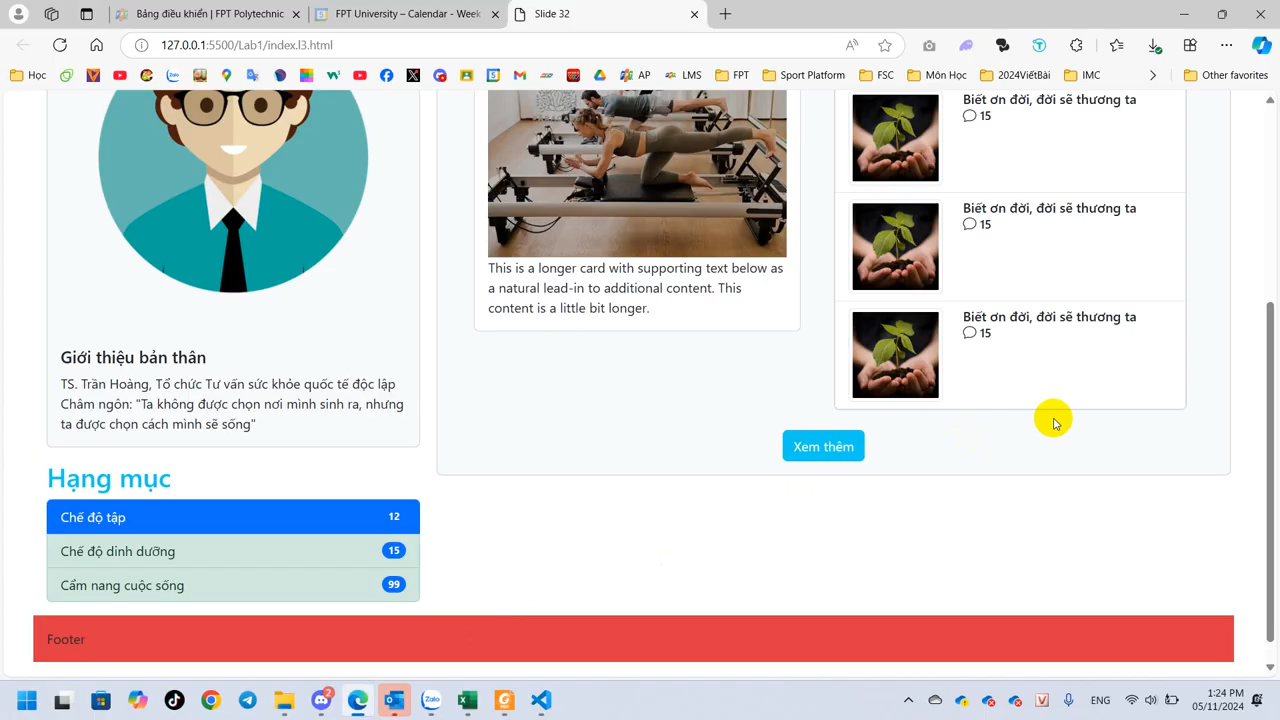 Bảng điều khiển | FPT Polytechnic
FPT University – Calendar - Week
Slide 32
127.0.0.1:5500/Lab1/index.l3.html
Học
AP
LMS
FPT
Sport Platform
FSC
Môn Học
2024ViếtBài
IMC
Other favorites
Giới thiệu bản thân
TS. Trần Hoàng, Tổ chức Tư vấn sức khỏe quốc tế độc lập
Châm ngôn: "Ta không được chọn nơi mình sinh ra, nhưng
ta được chọn cách mình sẽ sống"
Hạng mục
Chế độ tập
12
Chế độ dinh dưỡng
15
Cẩm nang cuộc sống
99
This is a longer card with supporting text below as
a natural lead-in to additional content. This
content is a little bit longer.
Biết ơn đời, đời sẽ thương ta
15
Biết ơn đời, đời sẽ thương ta
15
Biết ơn đời, đời sẽ thương ta
15
Xem thêm
Footer
2
Zalo
ENG
1:24 PM
05/11/2024